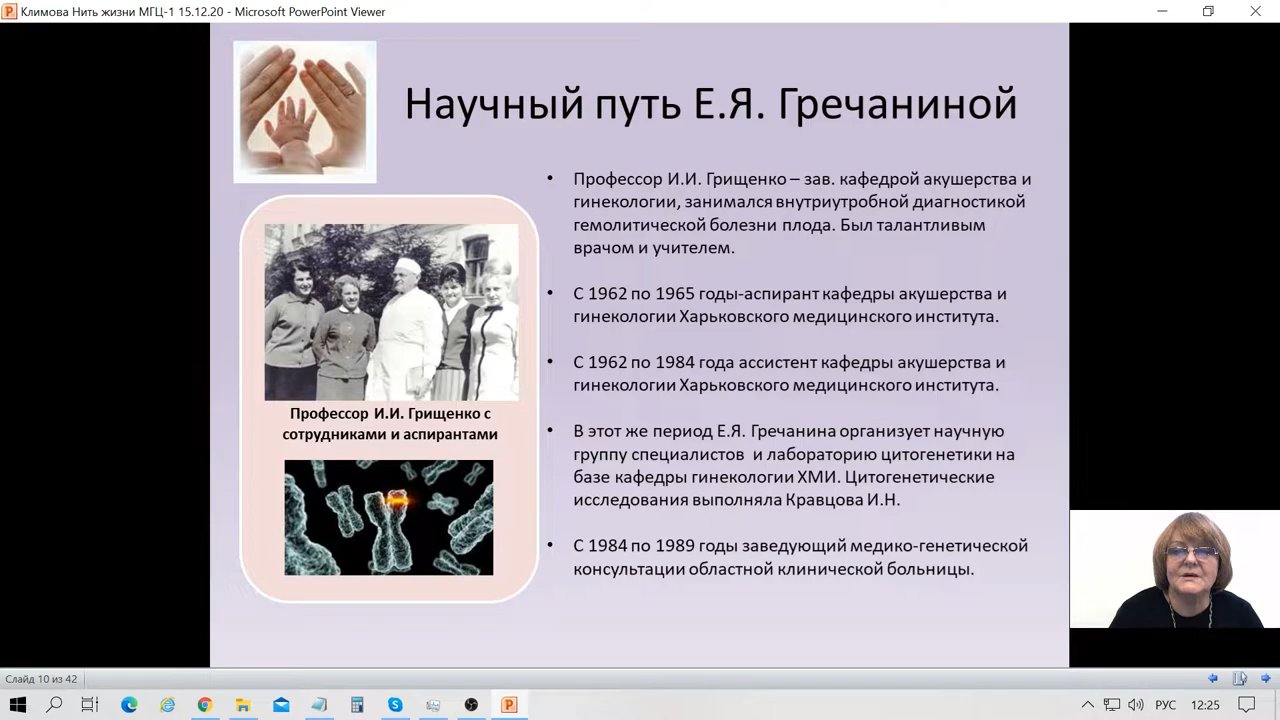 Климова Нить жизни МГЦ-1 15.12.20 - Microsoft PowerPoint Viewer
Научный путь Е.Я. Гречаниной
• Профессор И.И. Грищенко – зав. кафедрой акушерства и
гинекологии, занимался внутриутробной диагностикой
гемолитической болезни плода. Был талантливым
врачом и учителем.
• С 1962 по 1965 годы-аспирант кафедры акушерства и
гинекологии Харьковского медицинского института.
• С 1962 по 1984 года ассистент кафедры акушерства и
гинекологии Харьковского медицинского института.
• В этот же период Е.Я. Гречанина организует научную
группу специалистов и лабораторию цитогенетики на
базе кафедры гинекологии ХМИ. Цитогенетические
исследования выполняла Кравцова И.Н.
• С 1984 по 1989 годы заведующий медико-генетической
консультации областной клинической больницы.
Профессор И.И. Грищенко с
сотрудниками и аспирантами
Слайд 10 из 42
РУС
12:25